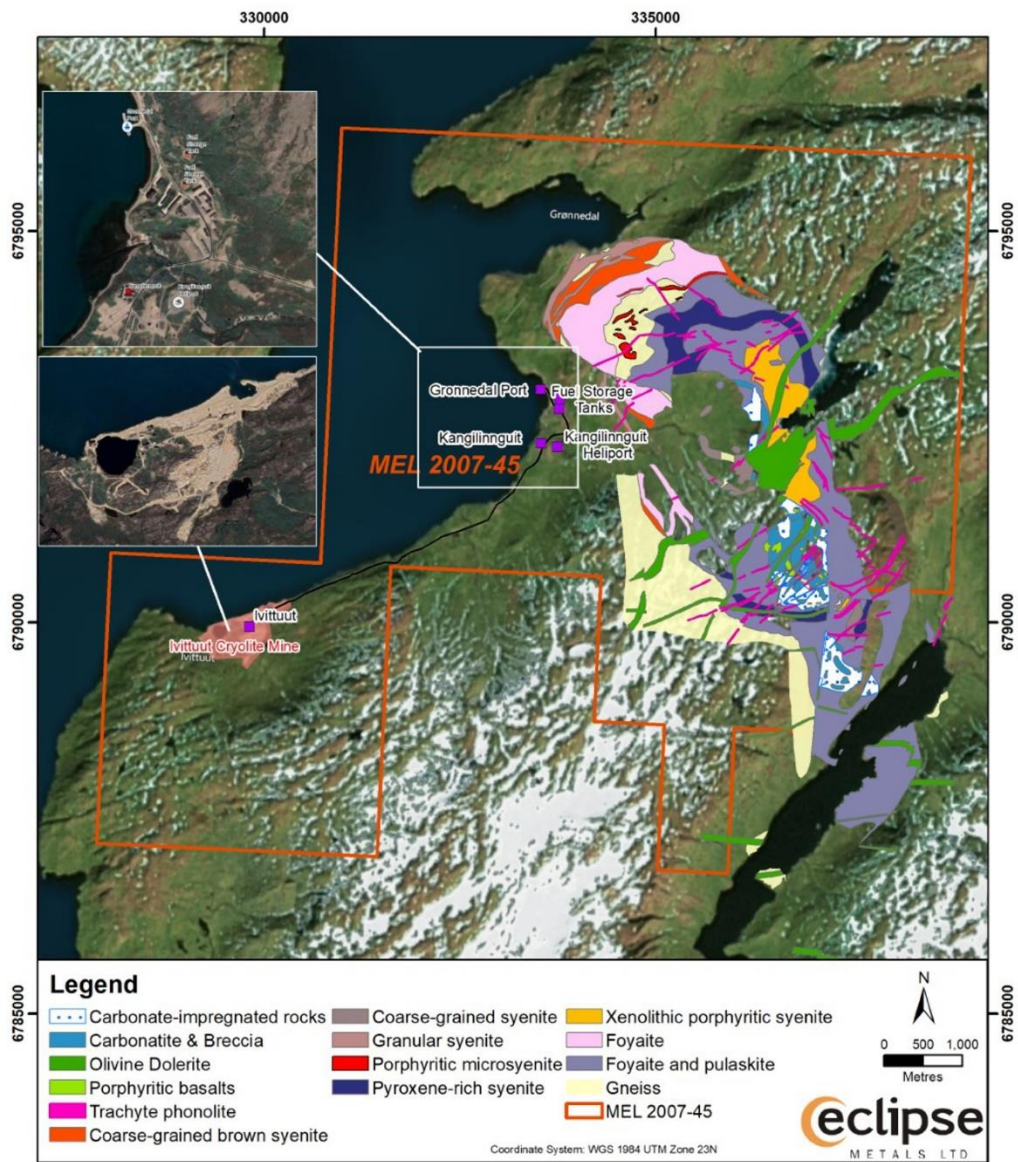 330000
335000
6795000
6795000
Grønnedal
Gronnedal Port
Fuel Storage
Tanks
Kangilinnguit
Kangilinnguit
Heliport
MEL 2007-45
6790000
6790000
Ivittuut
Ivittuut Cryolite Mine
Ivittuut
6785000
6785000
Legend
Carbonate-impregnated rocks
Carbonatite & Breccia
Olivine Dolerite
Porphyritic basalts
Trachyte phonolite
Coarse-grained brown syenite
Coarse-grained syenite
Granular syenite
Porphyritic microsyenite
Pyroxene-rich syenite
Xenolithic porphyritic syenite
Foyaite
Foyaite and pulaskite
Gneiss
MEL 2007-45
N
0 500 1,000
Metres
eclipse
METALS LTD
Coordinate System: WGS 1984 UTM Zone 23N